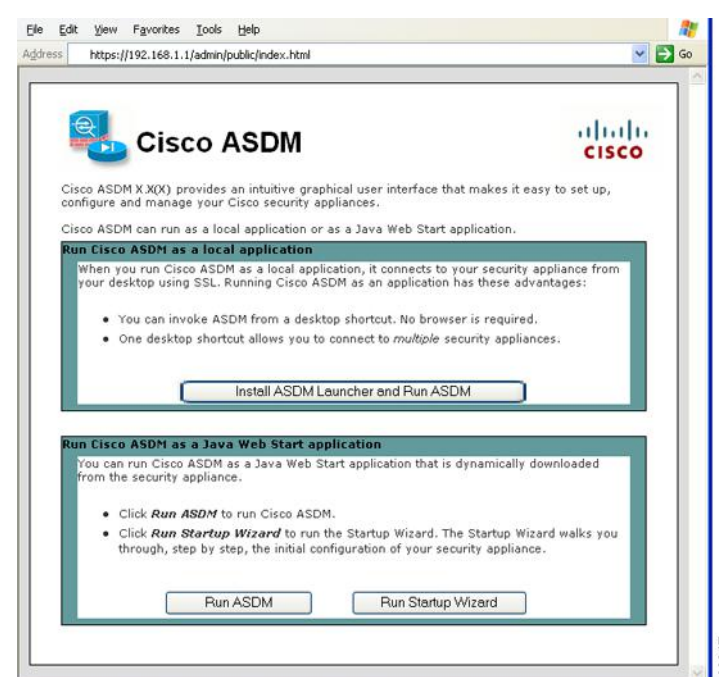 File Edit View Favorites Tools Help
Address https://192.168.1.1/admin/public/index.html Go
Cisco ASDM
CISCO
Cisco ASDM X.X(X) provides an intuitive graphical user interface that makes it easy to set up,
configure and manage your Cisco security appliances.
Cisco ASDM can run as a local application or as a Java Web Start application.
Run Cisco ASDM as a local application
When you run Cisco ASDM as a local application, it connects to your security appliance from
your desktop using SSL. Running Cisco ASDM as an application has these advantages:
• You can invoke ASDM from a desktop shortcut. No browser is required.
• One desktop shortcut allows you to connect to multiple security appliances.
Install ASDM Launcher and Run ASDM
Run Cisco ASDM as a Java Web Start application
You can run Cisco ASDM as a Java Web Start application that is dynamically downloaded
from the security appliance.
• Click Run ASDM to run Cisco ASDM.
• Click Run Startup Wizard to run the Startup Wizard. The Startup Wizard walks you
through, step by step, the initial configuration of your security appliance.
Run ASDM Run Startup Wizard